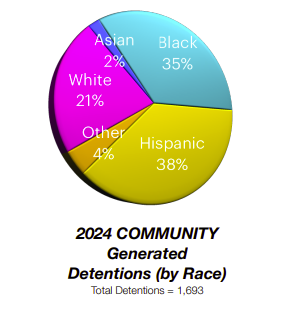 Asian
2%
Black
35%
White
21%
Other
4%
Hispanic
38%
2024 COMMUNITY
Generated
Detentions (by Race)
Total Detentions = 1,693